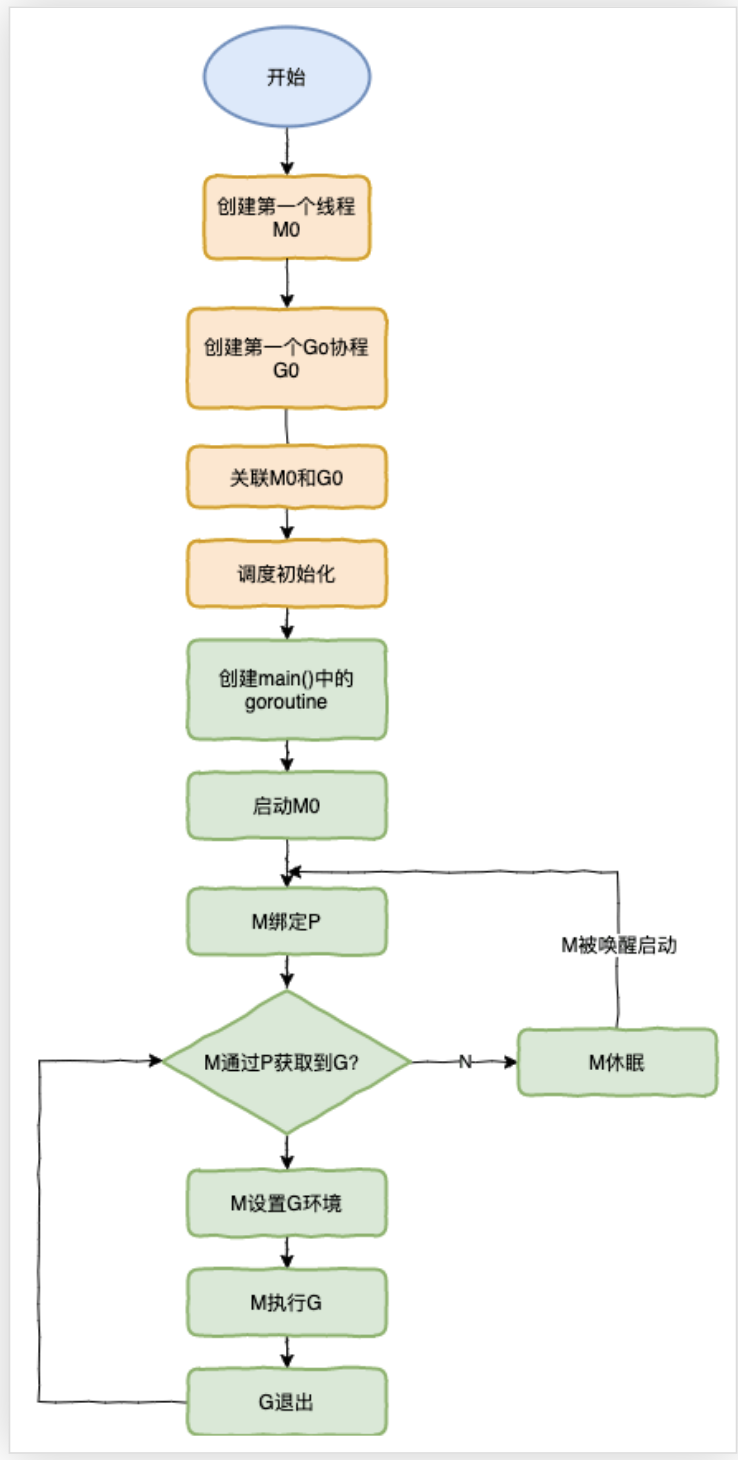 开始
创建第一个线程
M0
创建第一个Go协程
G0
关联M0和G0
调度初始化
创建main()中的
goroutine
启动M0
M绑定P
M被唤醒启动
M通过P获取到G?
N
M休眠
M设置G环境
M执行G
G退出